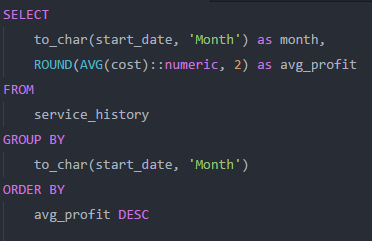 SELECT
    to_char(start_date, 'Month') as month,
    ROUND(AVG(cost)::numeric, 2) as avg_profit
FROM
    service_history
GROUP BY
    to_char(start_date, 'Month')
ORDER BY
    avg_profit DESC